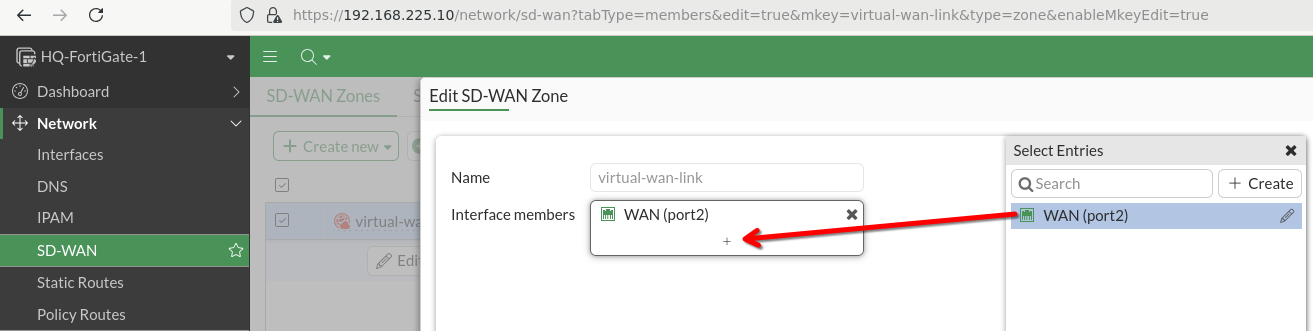 https://192.168.225.10/network/sd-wan?tabType=members&edit=true&mkey=virtual-wan-link&type=zone&enableMkeyEdit=true
HQ-FortiGate-1
Dashboard
Network
Interfaces
DNS
IPAM
SD-WAN
Static Routes
Policy Routes
SD-WAN Zones
S
+ Create new
virtual-wa
Edi
Edit SD-WAN Zone
Name
virtual-wan-link
Interface members
WAN (port2)
+
Select Entries
Search
+ Create
WAN (port2)